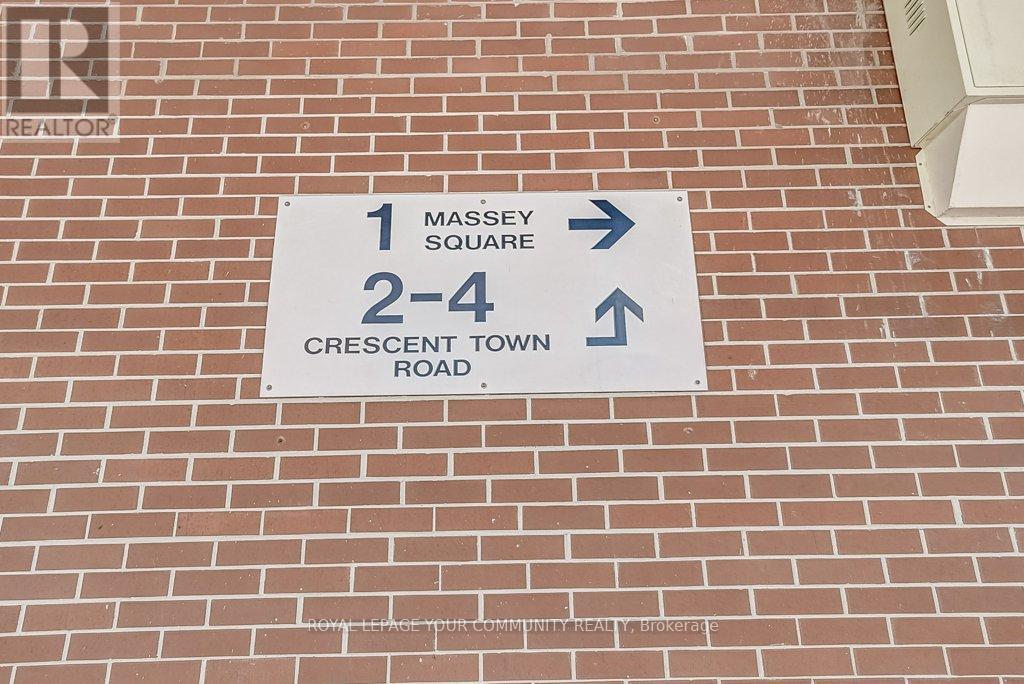 R
REALTOR®
1 MASSEY
SQUARE
2-4
CRESCENT TOWN
ROAD
ROYAL LEPAGE YOUR COMMUNITY REALTY, Brokerage